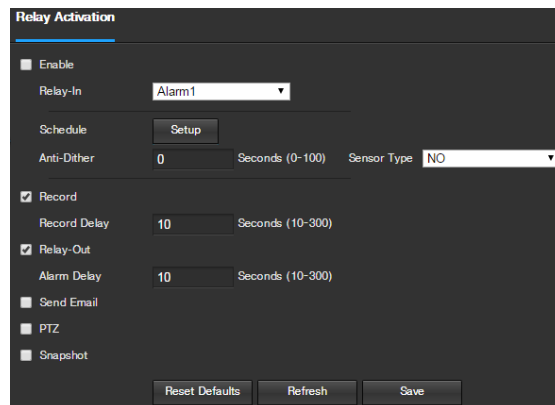 Relay Activation
Enable
Relay-In Alarm1
Schedule Setup
Anti-Dither 0 Seconds (0-100) Sensor Type NO
Record
Record Delay 10 Seconds (10-300)
Relay-Out
Alarm Delay 10 Seconds (10-300)
Send Email
PTZ
Snapshot
Reset Defaults Refresh Save